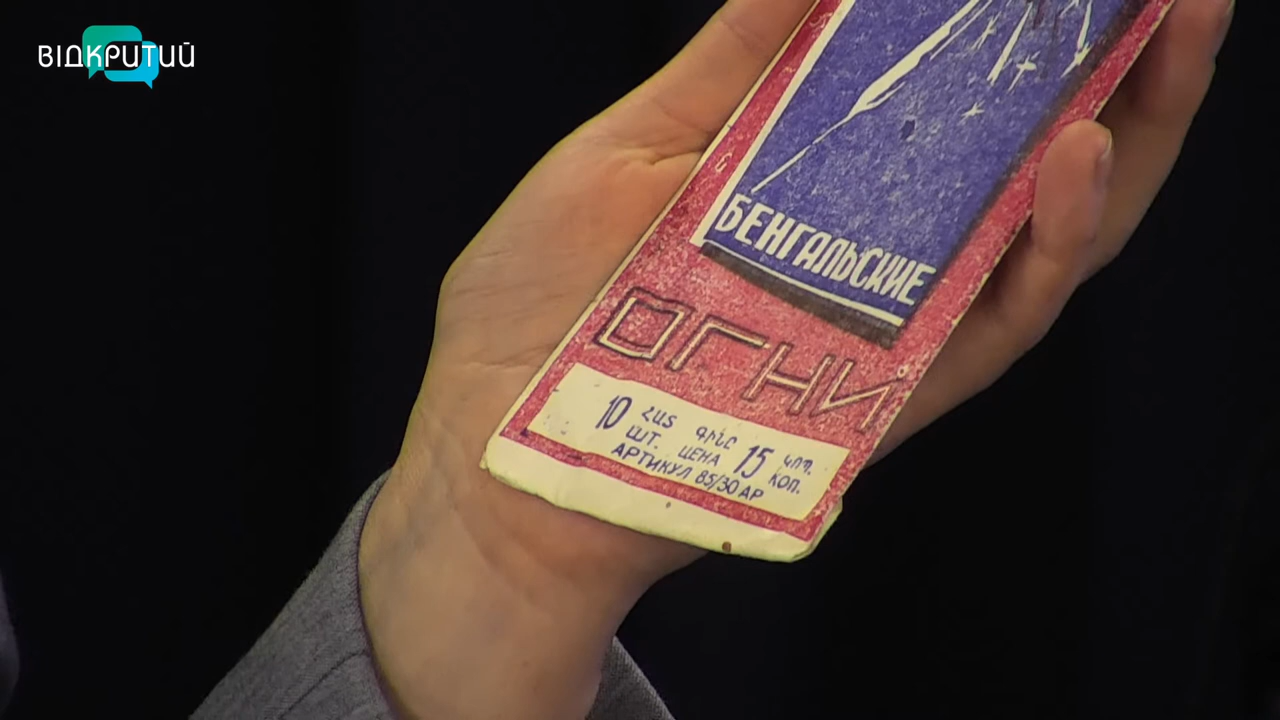 ВІДКРИТИЙ
БЕНГАЛЬСКИЕ
ОГНИ
10 ՀԱՏ ԳԻՆԸ 15 ԿՈՊ.
ШТ. ЦЕНА КОП.
АРТИКУЛ 85/30 АР